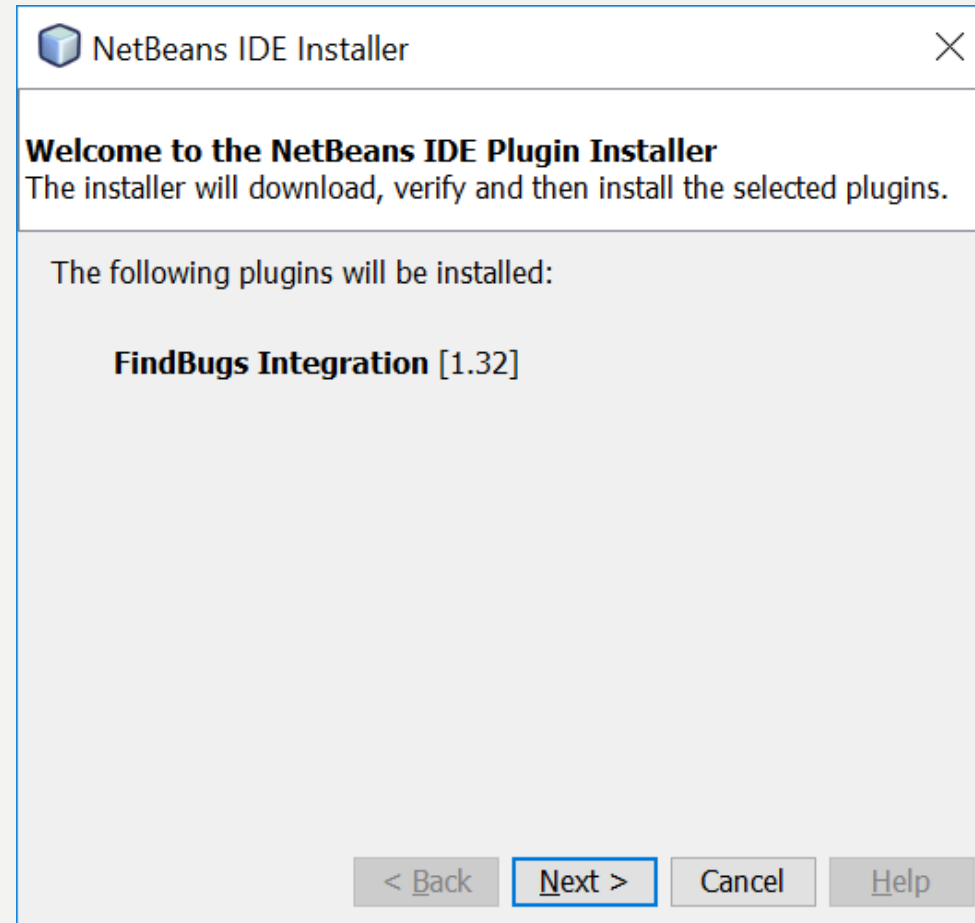 NetBeans IDE Installer
Welcome to the NetBeans IDE Plugin Installer
The installer will download, verify and then install the selected plugins.
The following plugins will be installed:
FindBugs Integration [1.32]
< Back Next > Cancel Help